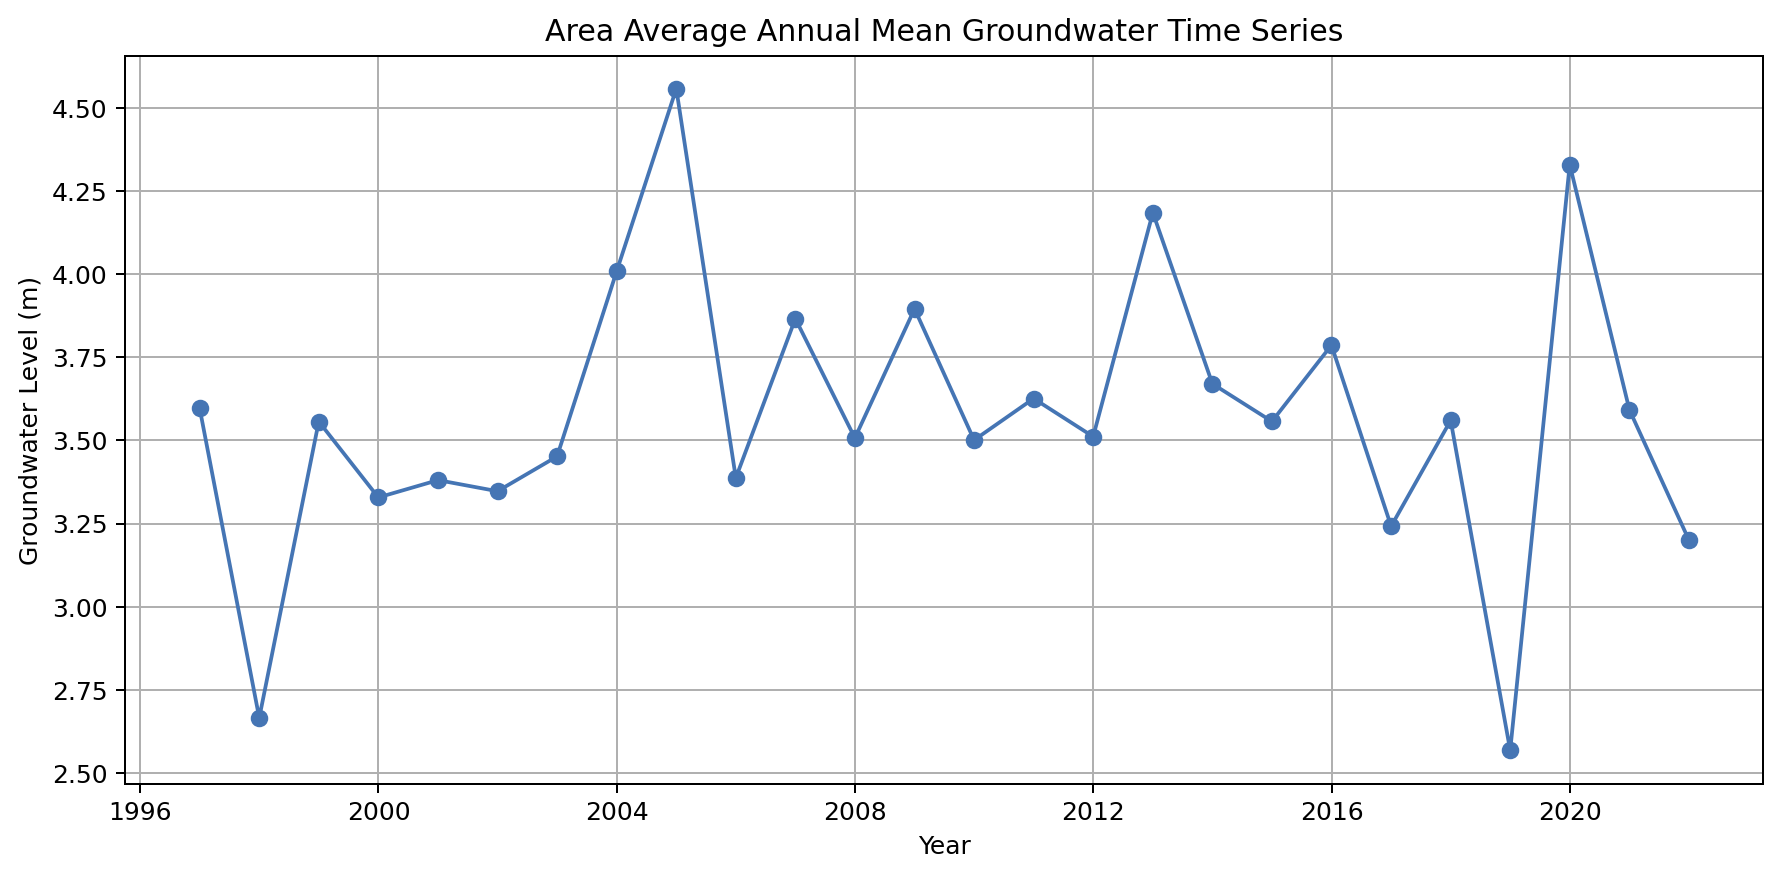 Area Average Annual Mean Groundwater Time Series
Groundwater Level (m)
4.50
4.25
4.00
3.75
3.50
3.25
3.00
2.75
2.50
1996 2000 2004 2008 2012 2016 2020
Year